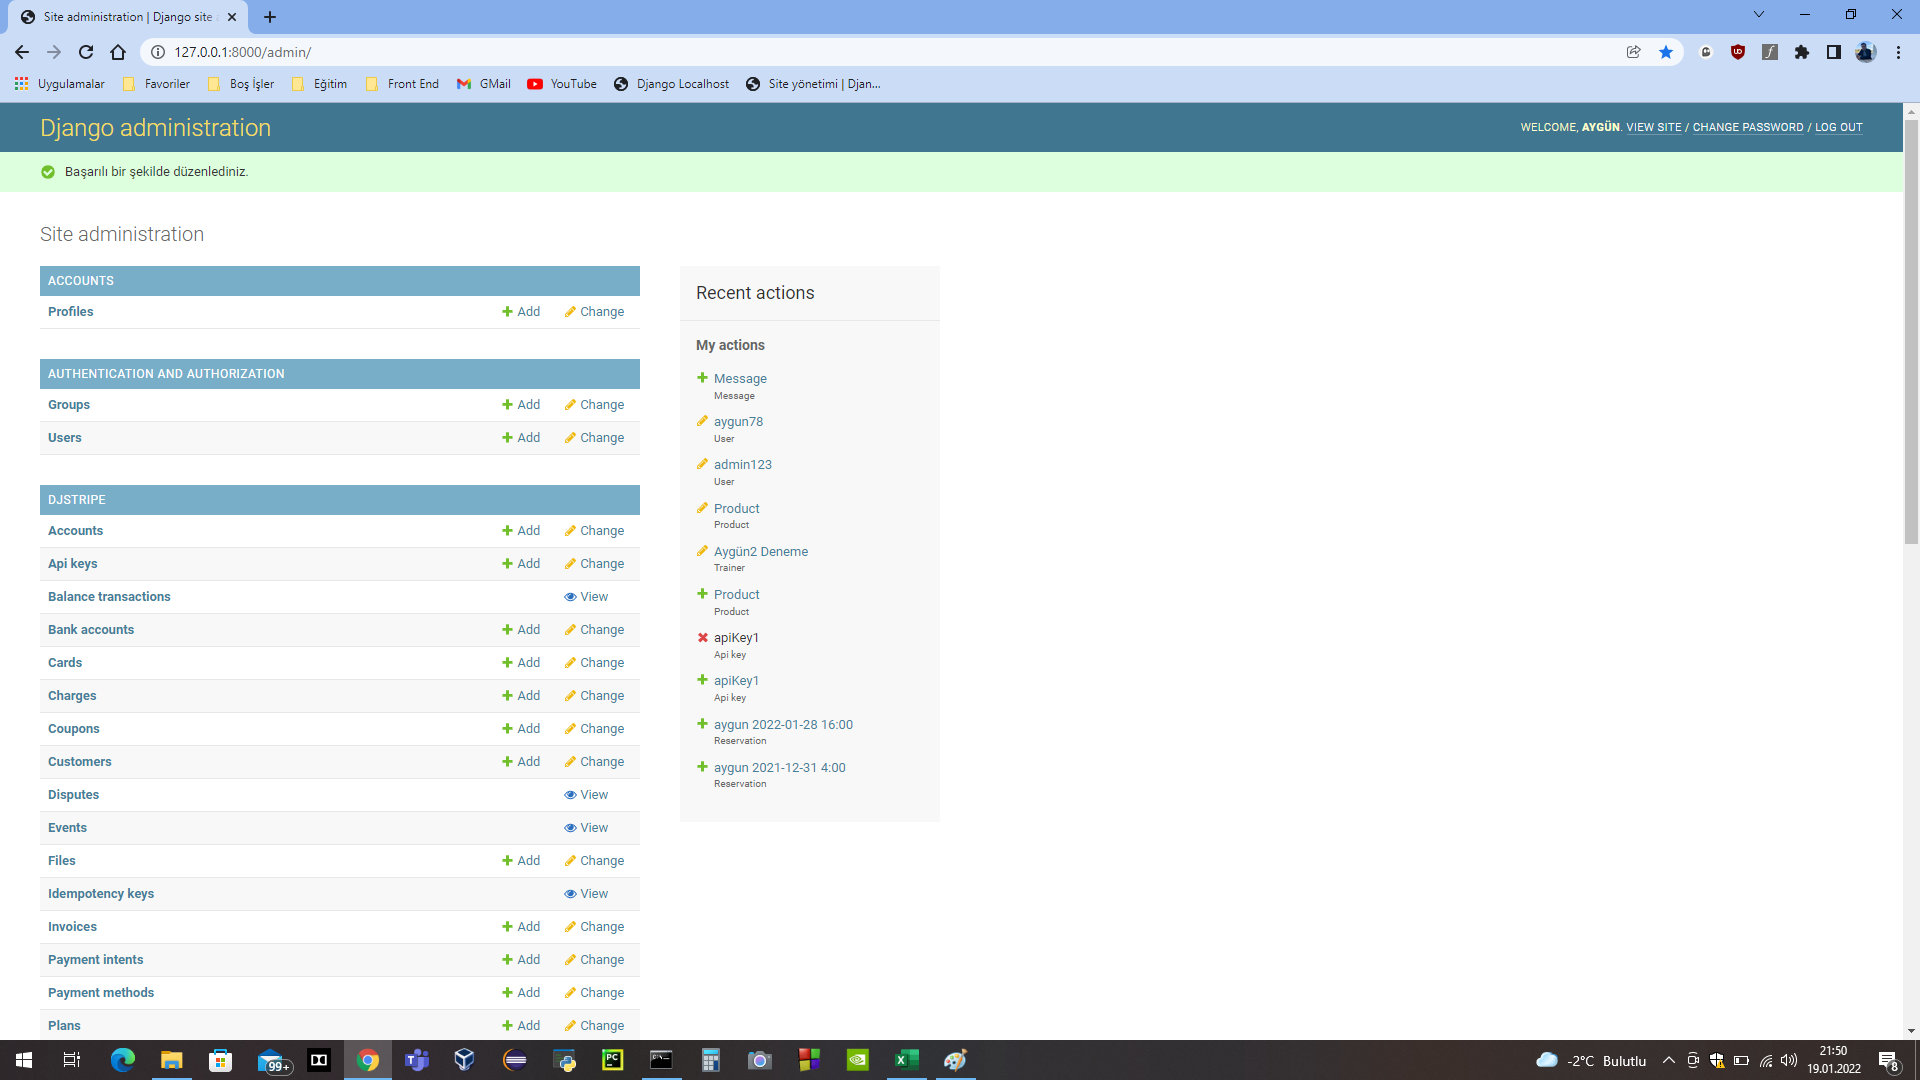 Site administration | Django site
127.0.0.1:8000/admin/
Uygulamalar Favoriler Boş İşler Eğitim Front End GMail YouTube Django Localhost Site yönetimi | Djan...
Django administration
WELCOME, AYGÜN. VIEW SITE / CHANGE PASSWORD / LOG OUT
Başarılı bir şekilde düzenlediniz.
Site administration
ACCOUNTS
Profiles Add Change
AUTHENTICATION AND AUTHORIZATION
Groups Add Change
Users Add Change
DJSTRIPE
Accounts Add Change
Api keys Add Change
Balance transactions View
Bank accounts Add Change
Cards Add Change
Charges Add Change
Coupons Add Change
Customers Add Change
Disputes View
Events View
Files Add Change
Idempotency keys View
Invoices Add Change
Payment intents Add Change
Payment methods Add Change
Plans Add Change
Recent actions
My actions
Message
Message
aygun78
User
admin123
User
Product
Product
Aygün2 Deneme
Trainer
Product
Product
apiKey1
Api key
apiKey1
Api key
aygun 2022-01-28 16:00
Reservation
aygun 2021-12-31 4:00
Reservation
99+
-2°C Bulutlu
21:50
19.01.2022
8